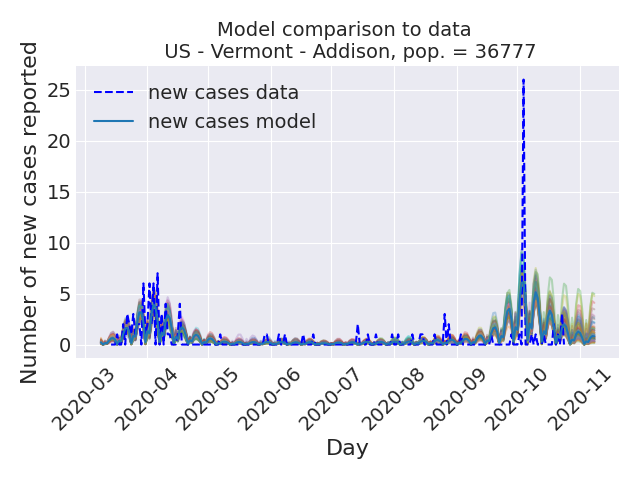 Model comparison to data
US - Vermont - Addison, pop. = 36777
Number of new cases reported
25
20
15
10
5
0
new cases data
new cases model
2020-03
2020-04
2020-05
2020-06
2020-07
2020-08
2020-09
2020-10
2020-11
Day